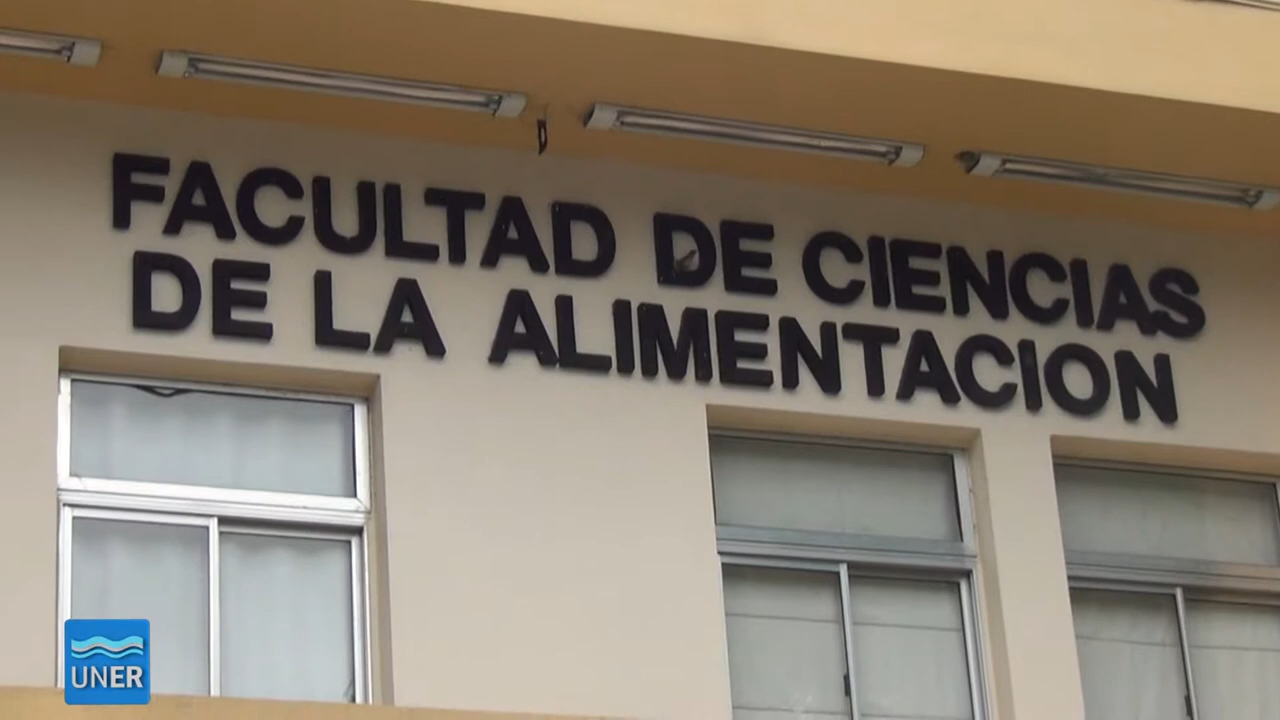 FACULTAD DE CIENCIAS
DE LA ALIMENTACION
UNER